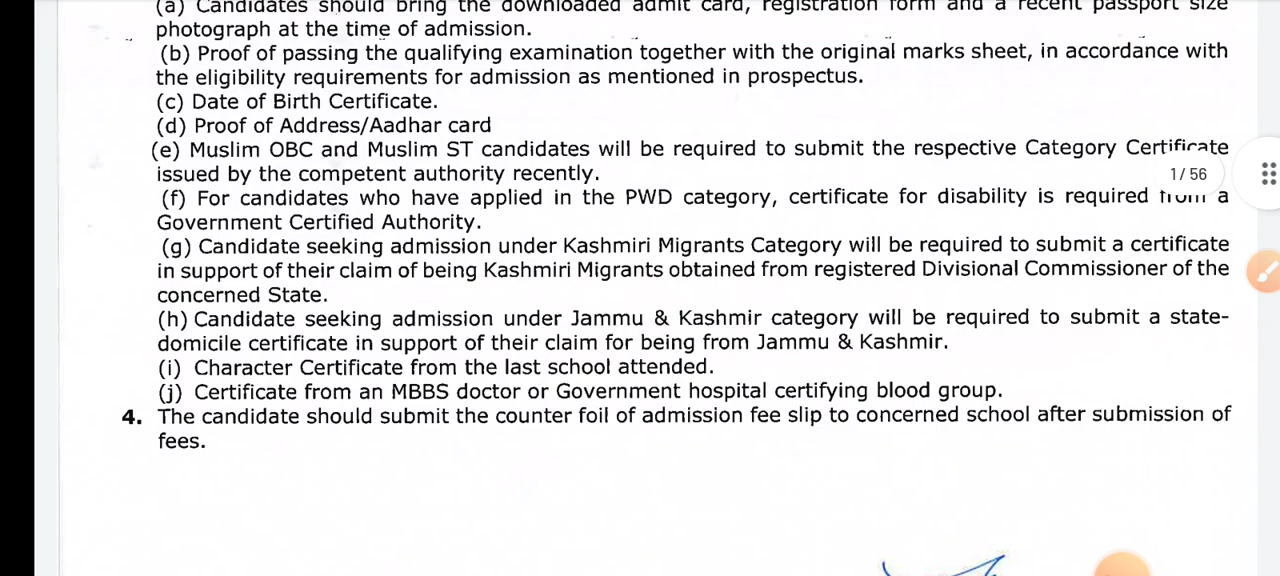 (a) Candidates should bring the downloaded admit card, registration form and a recent passport size
photograph at the time of admission.
(b) Proof of passing the qualifying examination together with the original marks sheet, in accordance with
the eligibility requirements for admission as mentioned in prospectus.
(c) Date of Birth Certificate.
(d) Proof of Address/Aadhar card
(e) Muslim OBC and Muslim ST candidates will be required to submit the respective Category Certificate
issued by the competent authority recently.
1/ 56
(f) For candidates who have applied in the PWD category, certificate for disability is required from a
Government Certified Authority.
(g) Candidate seeking admission under Kashmiri Migrants Category will be required to submit a certificate
in support of their claim of being Kashmiri Migrants obtained from registered Divisional Commissioner of the
concerned State.
(h) Candidate seeking admission under Jammu & Kashmir category will be required to submit a state-
domicile certificate in support of their claim for being from Jammu & Kashmir.
(i) Character Certificate from the last school attended.
(j) Certificate from an MBBS doctor or Government hospital certifying blood group.
4. The candidate should submit the counter foil of admission fee slip to concerned school after submission of
fees.